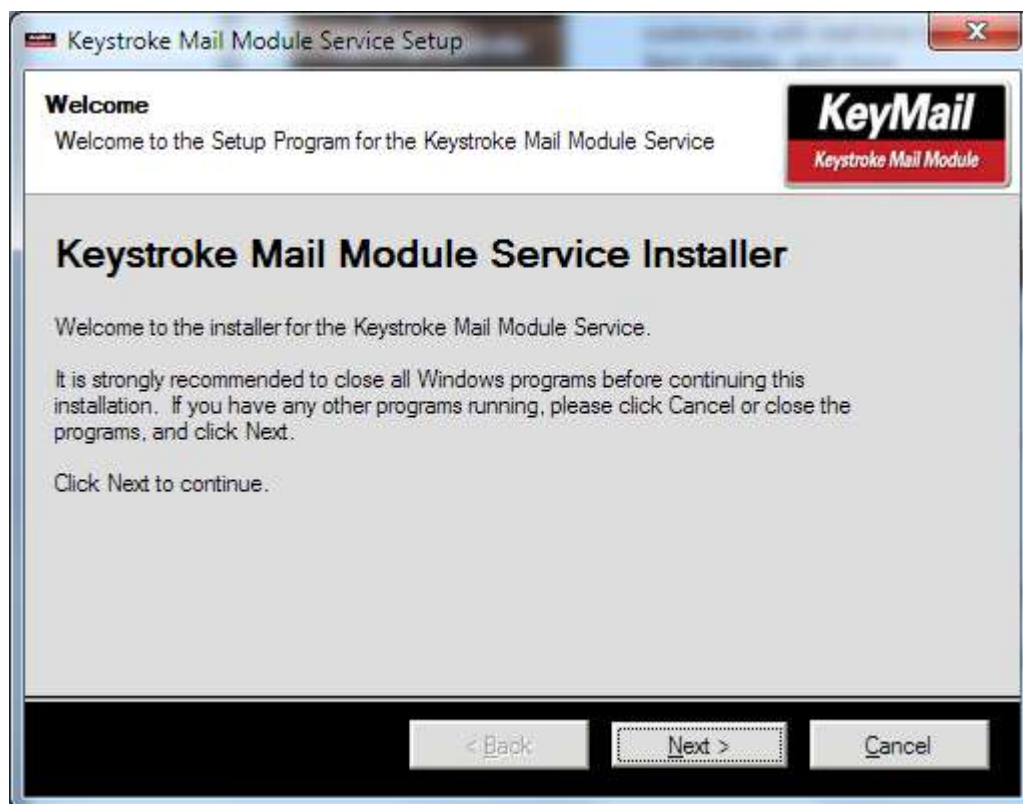 Keystroke Mail Module Service Setup
Welcome
Welcome to the Setup Program for the Keystroke Mail Module Service
KeyMail
Keystroke Mail Module
Keystroke Mail Module Service Installer
Welcome to the installer for the Keystroke Mail Module Service.
It is strongly recommended to close all Windows programs before continuing this
installation.  If you have any other programs running, please click Cancel or close the
programs, and click Next.
Click Next to continue.
< Back
Next >
Cancel